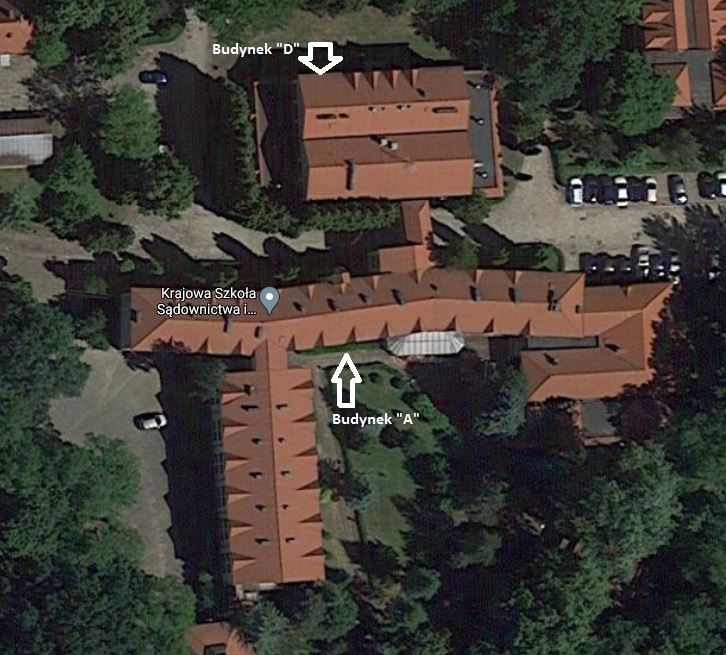 Budynek "D"
Krajowa Szkoła
Sądownictwa i...
Budynek "A"